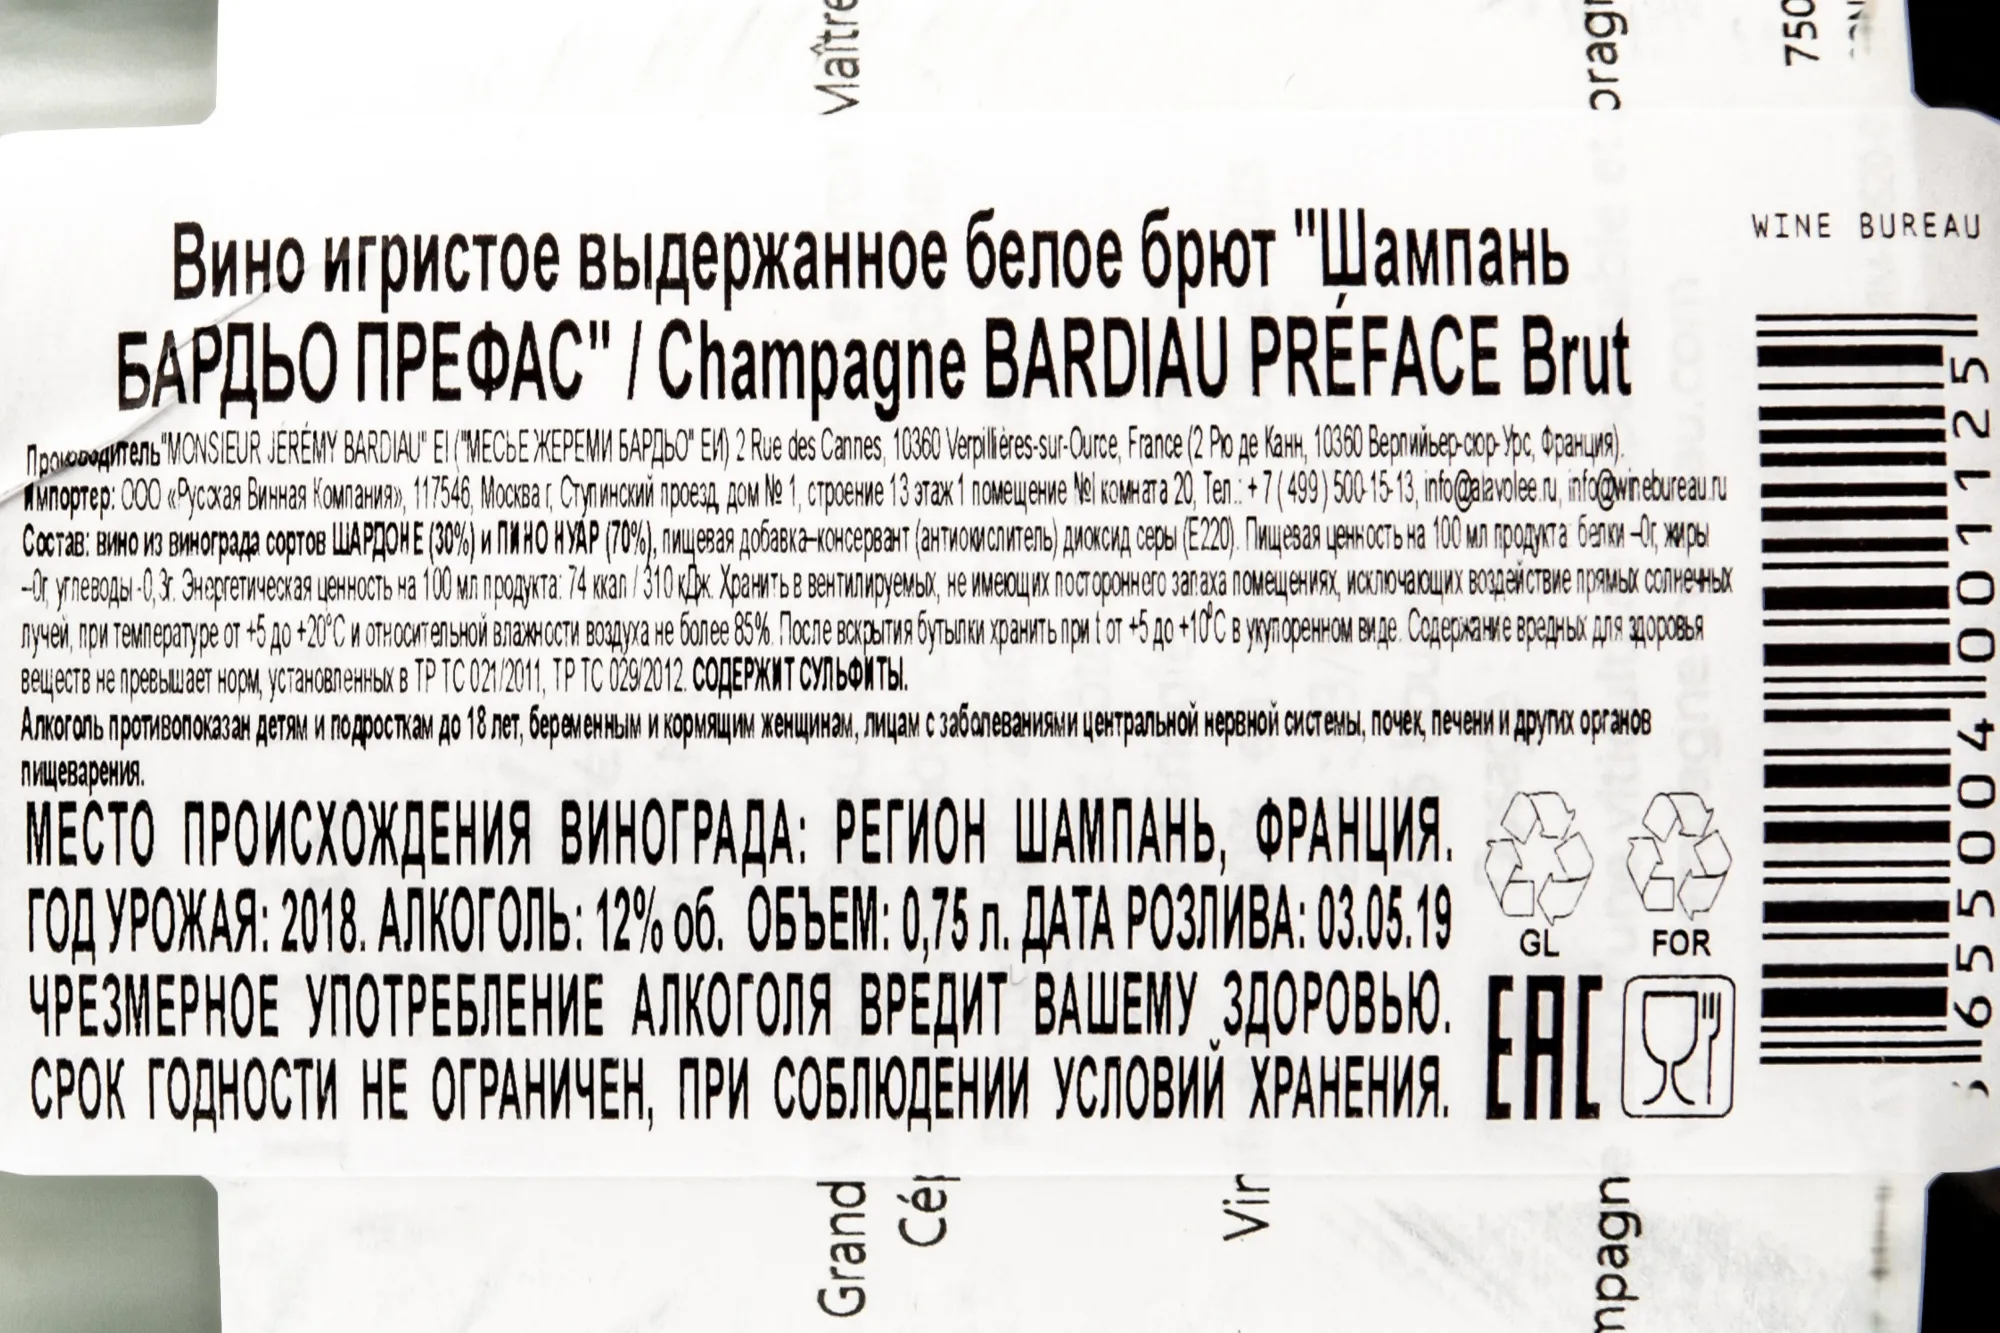 Maître
oragn
750
WINE BUREAU
Вино игристое выдержанное белое брют "Шампань
БАРДЬО ПРЕФАС" / Champagne BARDIAU PRÉFACE Brut
Производитель "MONSIEUR JÉRÉMY BARDIAU" EI ("МЕСЬЕ ЖЕРЕМИ БАРДЬО" ЕИ) 2 Rue des Cannes, 10360 Verpillières-sur-Ource, France (2 Рю де Канн, 10360 Верпийьер-сюр-Урс, Франция).
Импортер: ООО «Русская Винная Компания», 117546, Москва г, Ступинский проезд, дом № 1, строение 13 этаж 1 помещение №I комната 20, Тел.: + 7 ( 499 ) 500-15-13, info@alavolee.ru, info@winebureau.ru
Состав: вино из винограда сортов ШАРДОНЕ (30%) и ПИНО НУАР (70%), пищевая добавка–консервант (антиокислитель) диоксид серы (Е220). Пищевая ценность на 100 мл продукта: белки –0г, жиры
–0г, углеводы -0,3г. Энергетическая ценность на 100 мл продукта: 74 ккал / 310 кДж. Хранить в вентилируемых, не имеющих постороннего запаха помещениях, исключающих воздействие прямых солнечных
лучей, при температуре от +5 до +20°C и относительной влажности воздуха не более 85%. После вскрытия бутылки хранить при t от +5 до +10°C в укупоренном виде. Содержание вредных для здоровья
веществ не превышает норм, установленных в ТР ТС 021/2011, ТР ТС 029/2012. СОДЕРЖИТ СУЛЬФИТЫ.
Алкоголь противопоказан детям и подросткам до 18 лет, беременным и кормящим женщинам, лицам с заболеваниями центральной нервной системы, почек, печени и других органов
пищеварения.
МЕСТО ПРОИСХОЖДЕНИЯ ВИНОГРАДА: РЕГИОН ШАМПАНЬ, ФРАНЦИЯ.
ГОД УРОЖАЯ: 2018. АЛКОГОЛЬ: 12% об. ОБЪЕМ: 0,75 л. ДАТА РОЗЛИВА: 03.05.19
ЧРЕЗМЕРНОЕ УПОТРЕБЛЕНИЕ АЛКОГОЛЯ ВРЕДИТ ВАШЕМУ ЗДОРОВЬЮ.
СРОК ГОДНОСТИ НЕ ОГРАНИЧЕН, ПРИ СОБЛЮДЕНИИ УСЛОВИЙ ХРАНЕНИЯ.
GL
FOR
EAC
655004001125
Grand
Cép
Vin
mpagn